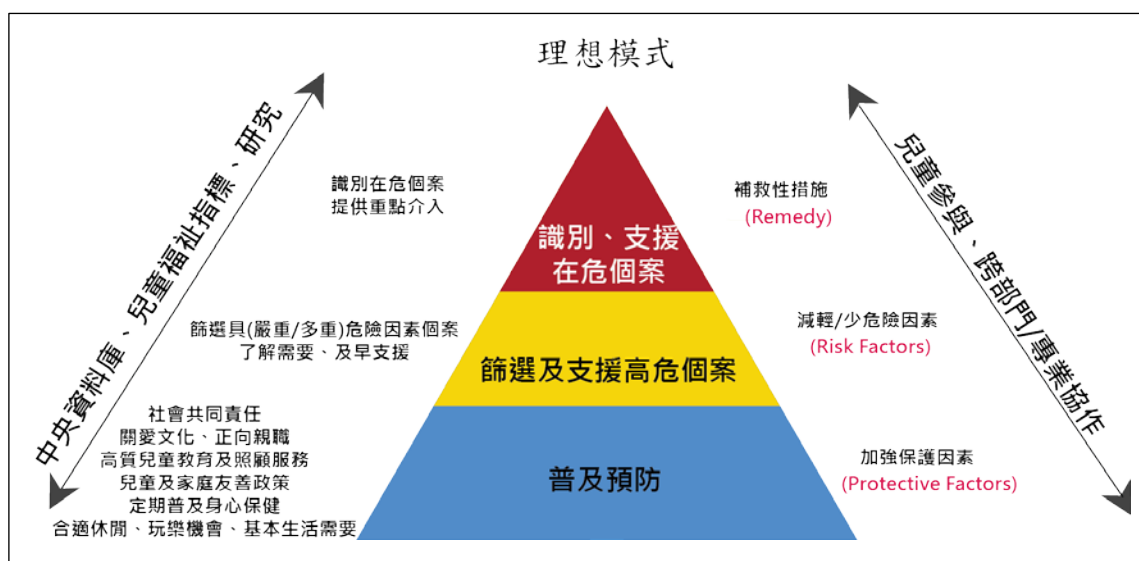 理想模式
中央資料庫、兒童福祉指標、研究
兒童參與、跨部門/專業協作
識別在危個案
提供重點介入
識別、支援
在危個案
補救性措施
(Remedy)
篩選具(嚴重/多重)危險因素個案
了解需要、及早支援
篩選及支援高危個案
減輕/少危險因素
(Risk Factors)
社會共同責任
關愛文化、正向親職
高質兒童教育及照顧服務
兒童及家庭友善政策
定期普及身心保健
合適休閒、玩樂機會、基本生活需要
普及預防
加強保護因素
(Protective Factors)